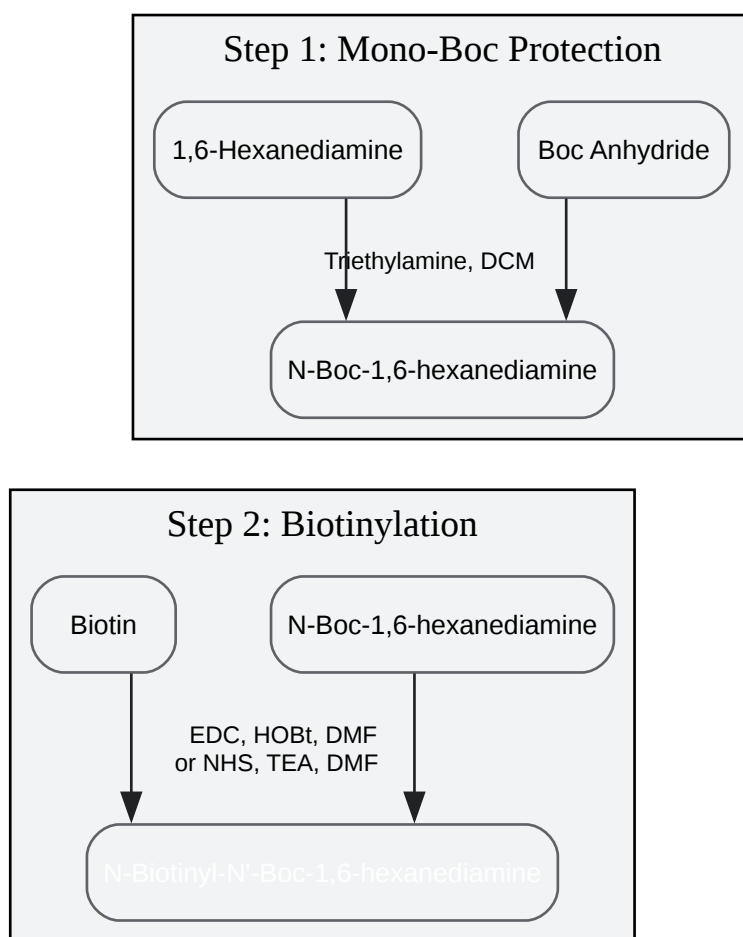 Step 1: Mono-Boc Protection
1,6-Hexanediamine
Boc Anhydride
Triethylamine, DCM
N-Boc-1,6-hexanediamine
Step 2: Biotinylation
Biotin
N-Boc-1,6-hexanediamine
EDC, HOBt, DMF
or NHS, TEA, DMF
N-Biotinyl-N'-Boc-1,6-hexanediamine